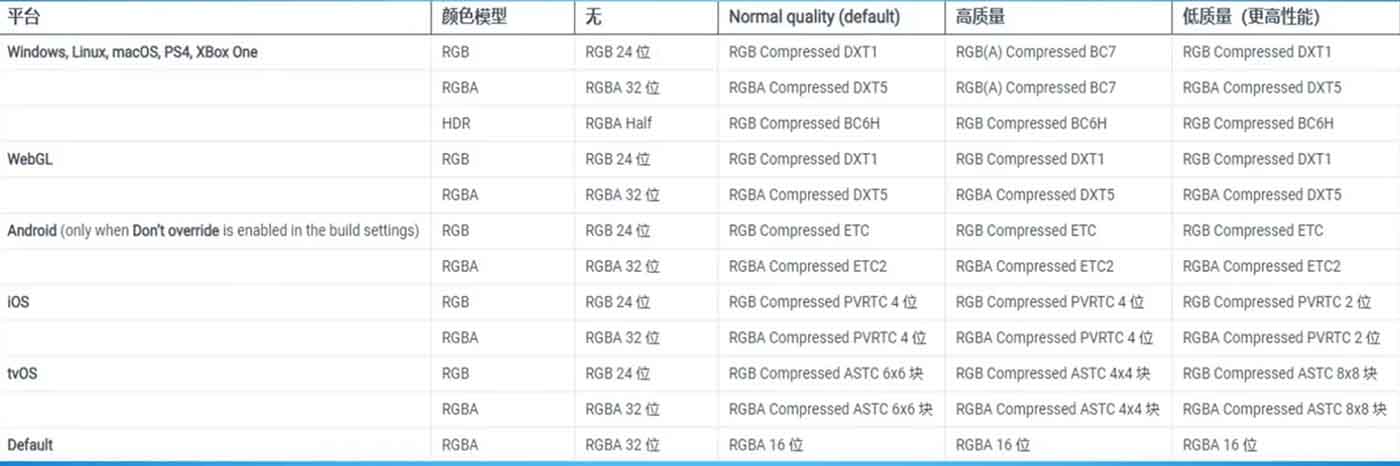 平台 颜色模型 无 Normal quality (default) 高质量 低质量（更高性能）
Windows, Linux, macOS, PS4, XBox One RGB RGB 24 位 RGB Compressed DXT1 RGB(A) Compressed BC7 RGB Compressed DXT1
RGBA RGBA 32 位 RGBA Compressed DXT5 RGB(A) Compressed BC7 RGBA Compressed DXT5
HDR RGBA Half RGB Compressed BC6H RGB Compressed BC6H RGB Compressed BC6H
WebGL RGB RGB 24 位 RGB Compressed DXT1 RGB Compressed DXT1 RGB Compressed DXT1
RGBA RGBA 32 位 RGBA Compressed DXT5 RGBA Compressed DXT5 RGBA Compressed DXT5
Android (only when Don't override is enabled in the build settings) RGB RGB 24 位 RGB Compressed ETC RGB Compressed ETC RGB Compressed ETC
RGBA RGBA 32 位 RGBA Compressed ETC2 RGBA Compressed ETC2 RGBA Compressed ETC2
iOS RGB RGB 24 位 RGB Compressed PVRTC 4 位 RGB Compressed PVRTC 4 位 RGB Compressed PVRTC 2 位
RGBA RGBA 32 位 RGBA Compressed PVRTC 4 位 RGBA Compressed PVRTC 4 位 RGBA Compressed PVRTC 2 位
tvOS RGB RGB 24 位 RGB Compressed ASTC 6x6 块 RGB Compressed ASTC 4x4 块 RGB Compressed ASTC 8x8 块
RGBA RGBA 32 位 RGBA Compressed ASTC 6x6 块 RGBA Compressed ASTC 4x4 块 RGBA Compressed ASTC 8x8 块
Default RGBA RGBA 32 位 RGBA 16 位 RGBA 16 位 RGBA 16 位